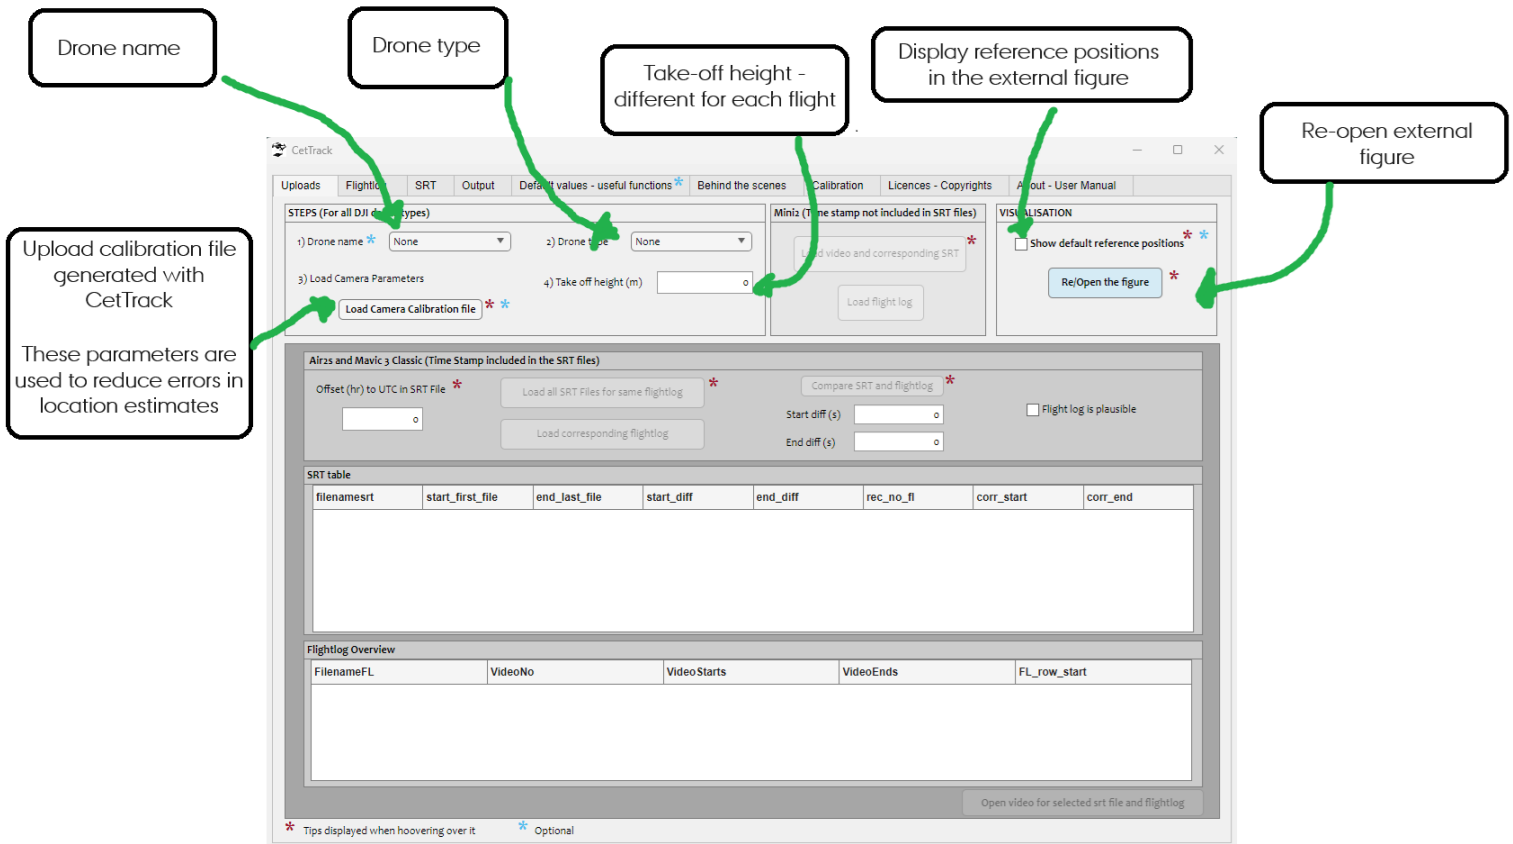 Drone name
Drone type
Take-off height -
different for each flight
Display reference positions
in the external figure
Re-open external
figure
Upload calibration file
generated with
CetTrack
These parameters are
used to reduce errors in
location estimates
CetTrack
Uploads
SRT
Output
Default values - useful functions *
Behind the scenes
Calibration
Licences - Copyrights
About - User Manual
STEPS (For all DJI drone types)
1) Drone name *
None
2) Drone type
None
3) Load Camera Parameters
Load Camera Calibration file * *
4) Take off height (m)
0
Mini2 (Time stamp not included in SRT files)
Load video and corresponding SRT *
Load flight log
VISUALISATION
Show default reference positions * *
Re/Open the figure *
Air2s and Mavic 3 Classic (Time Stamp included in the SRT files)
Offset (hr) to UTC in SRT File *
0
Load all SRT Files for same flightlog *
Load corresponding flightlog
Compare SRT and flightlog *
Start diff (s)
0
End diff (s)
0
Flight log is plausible
SRT table
filenamesrt start_first_file end_last_file start_diff end_diff rec_no_fl corr_start corr_end
Flightlog Overview
FilenameFL VideoNo VideoStarts VideoEnds FL_row_start
Open video for selected srt file and flightlog
* Tips displayed when hoovering over it
* Optional